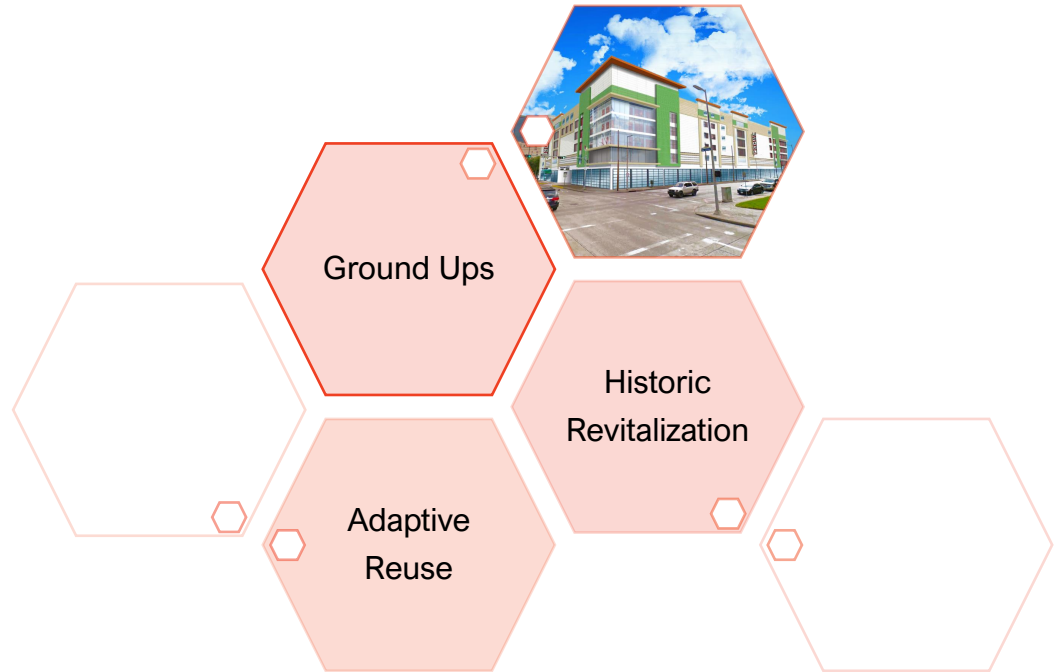 Ground Ups
Historic
Revitalization
Adaptive
Reuse